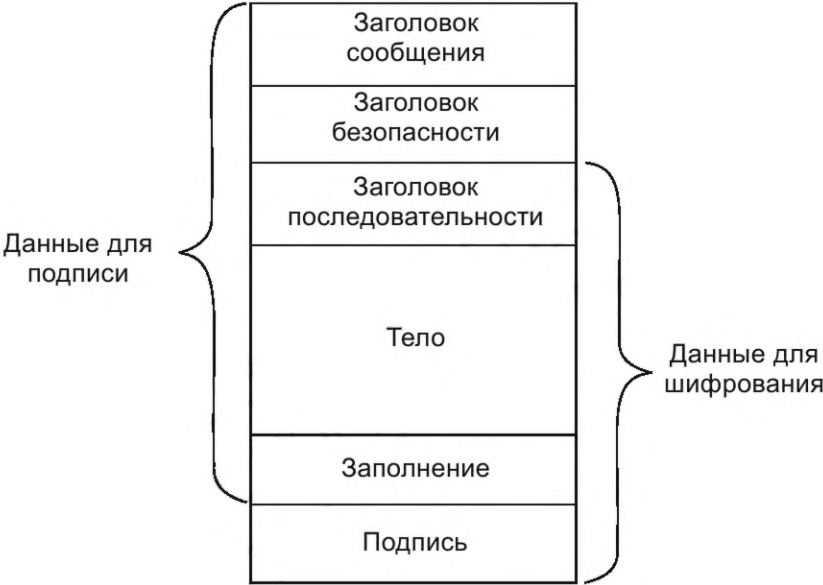 Заголовок
сообщения
Заголовок
безопасности
Заголовок
последовательности
Данные для
подписи
Тело
Данные для
шифрования
Заполнение
Подпись